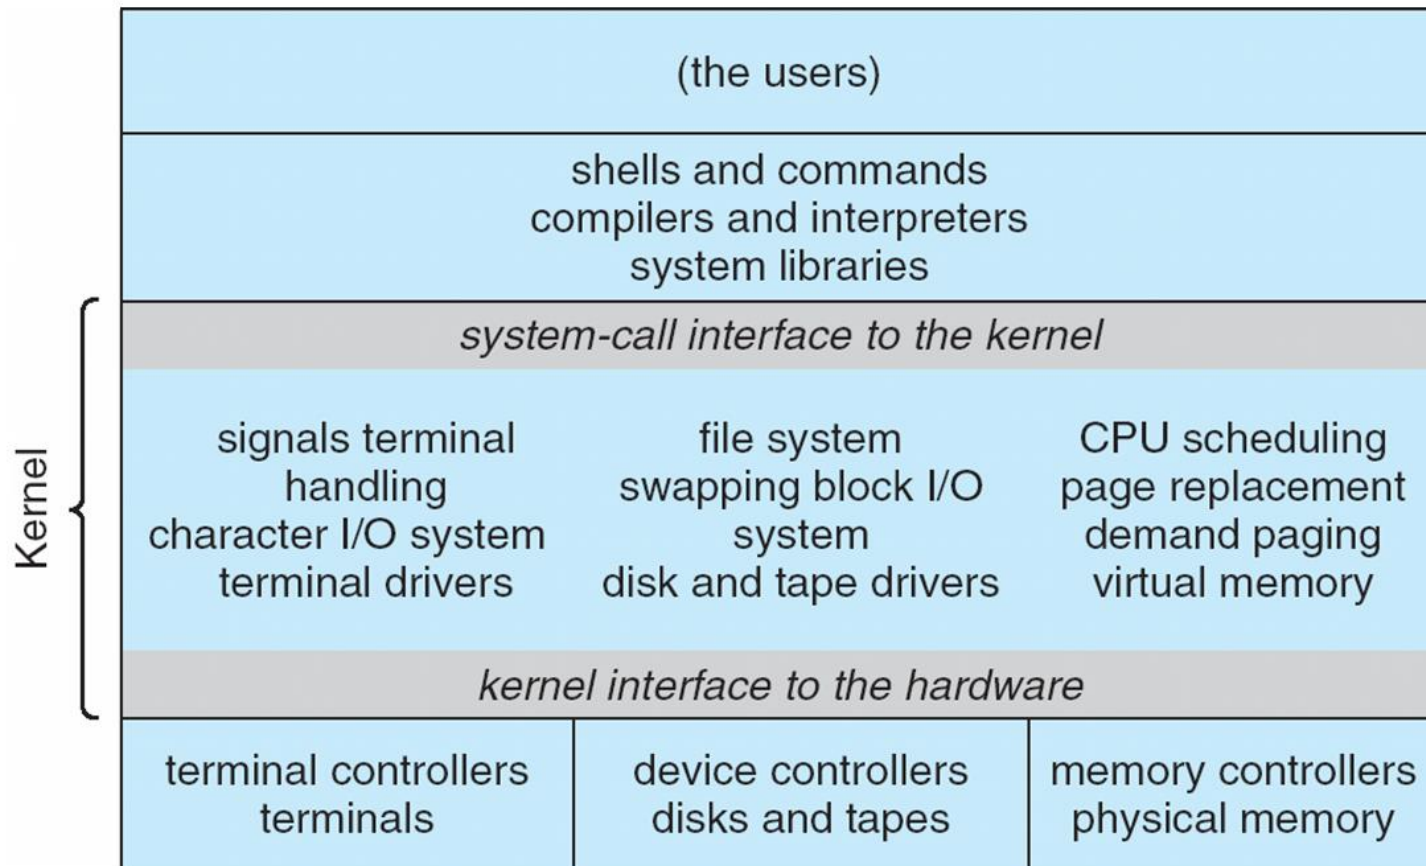 (the users)
shells and commands
compilers and interpreters
system libraries
Kernel
system-call interface to the kernel
signals terminal
handling
character I/O system
terminal drivers
file system
swapping block I/O
system
disk and tape drivers
CPU scheduling
page replacement
demand paging
virtual memory
kernel interface to the hardware
terminal controllers
terminals
device controllers
disks and tapes
memory controllers
physical memory